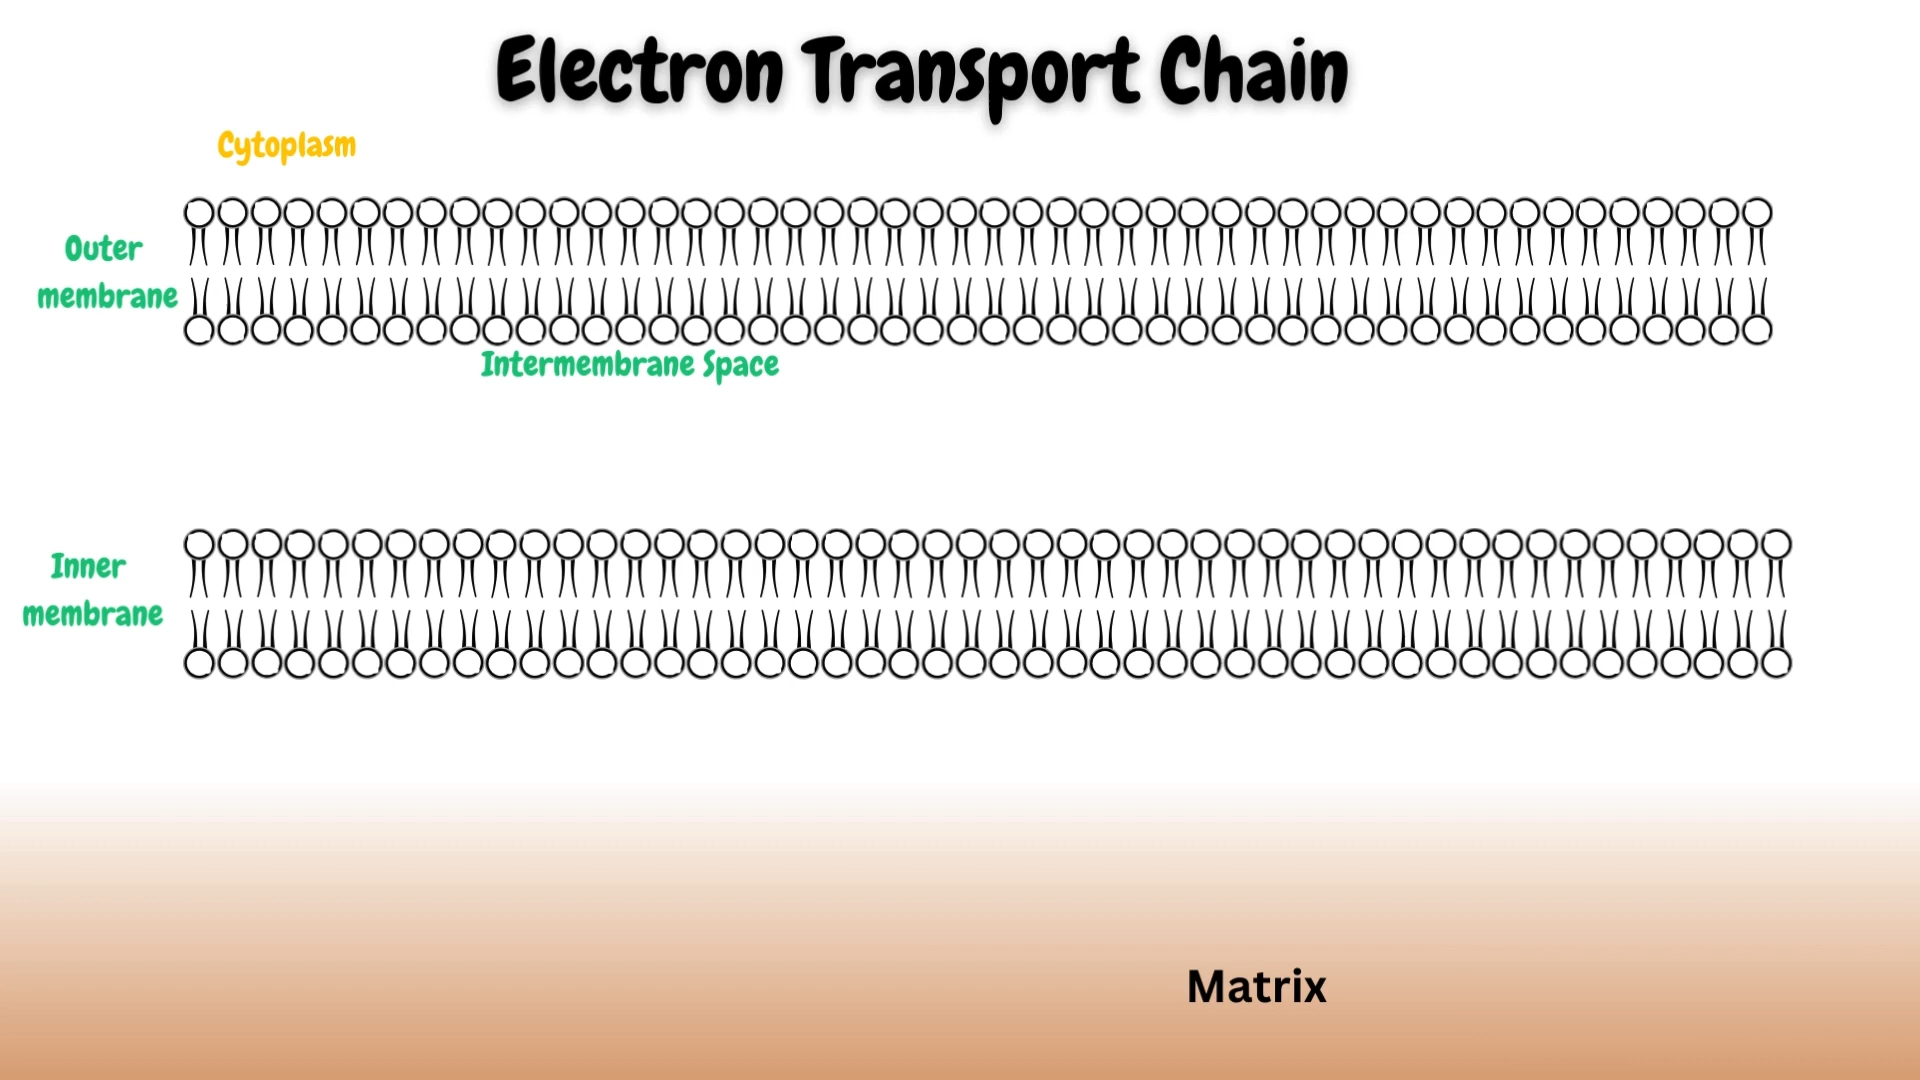 Electron Transport Chain
Cytoplasm
Outer
membrane
Intermembrane Space
Inner
membrane
Matrix